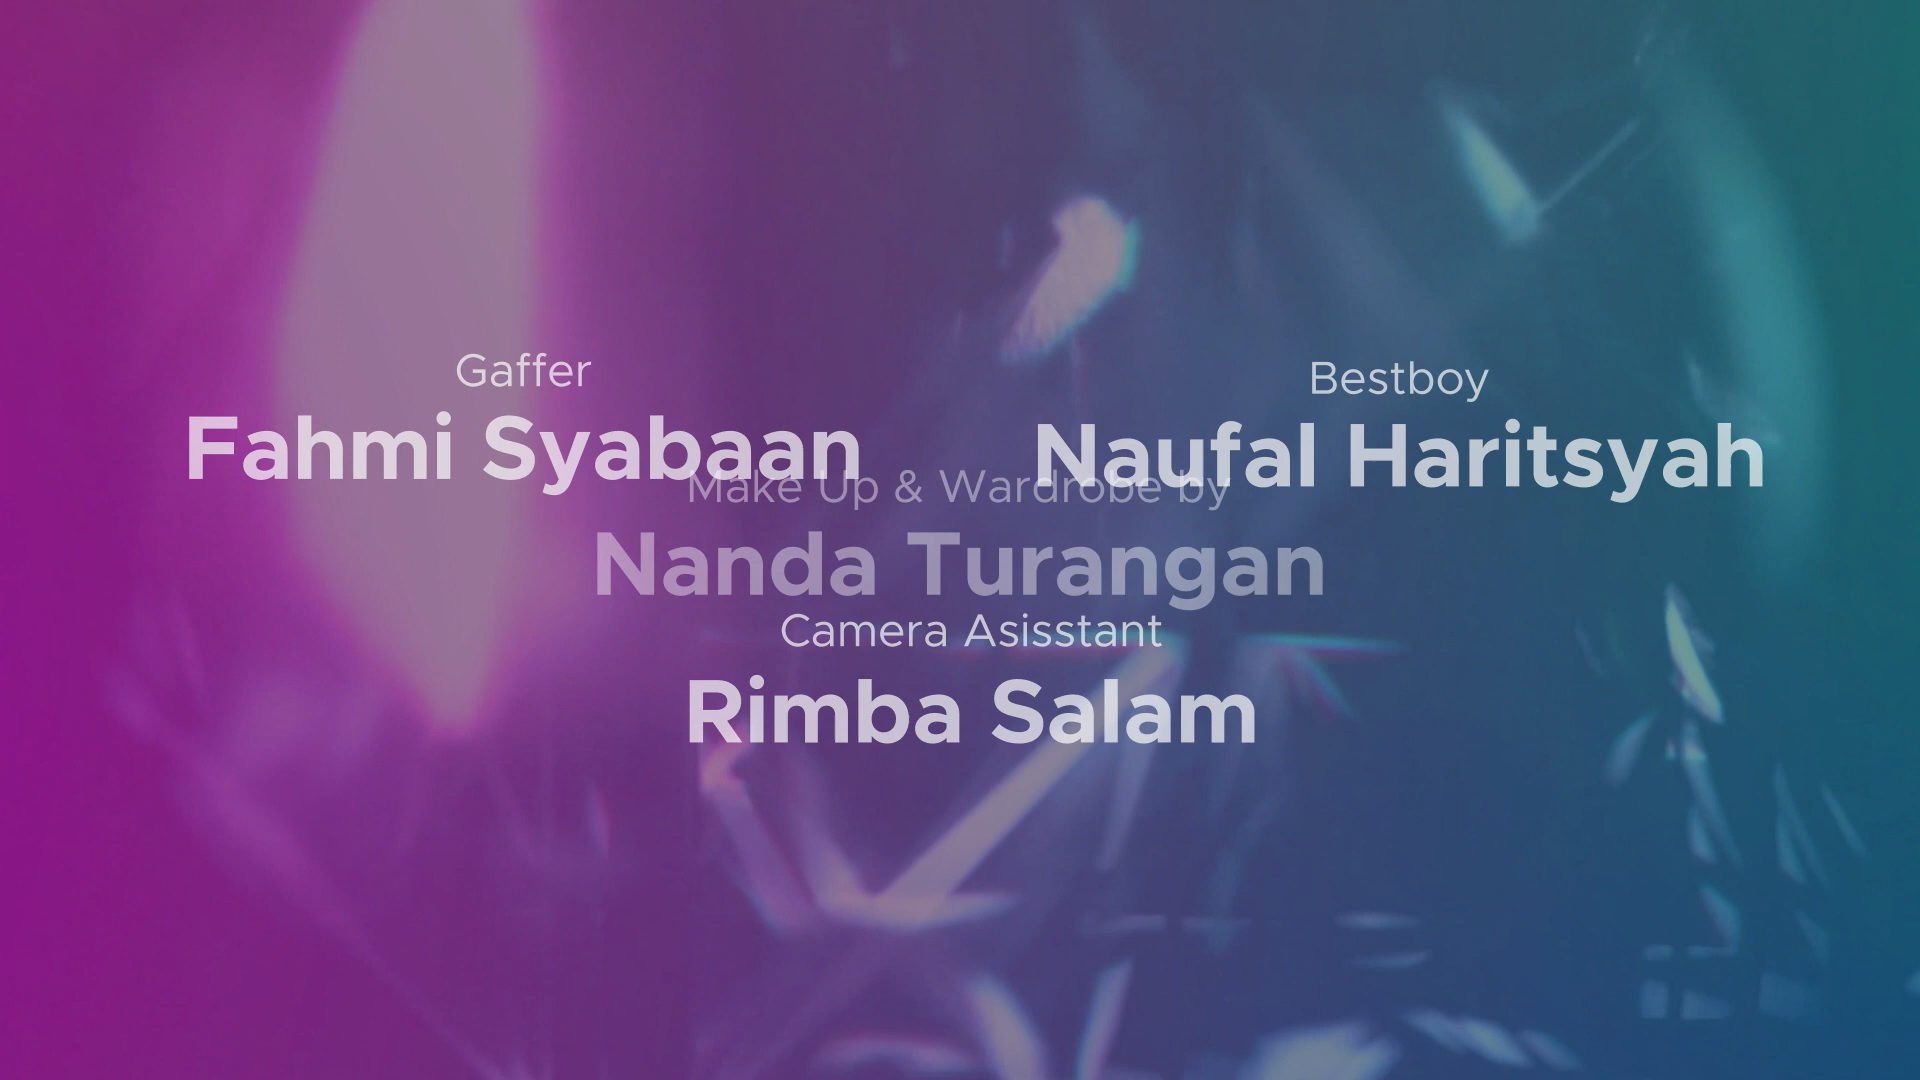 Gaffer
Fahmi Syabaan
Bestboy
Naufal Haritsyah
Make Up & Wardrobe by
Nanda Turangan
Camera Asisstant
Rimba Salam